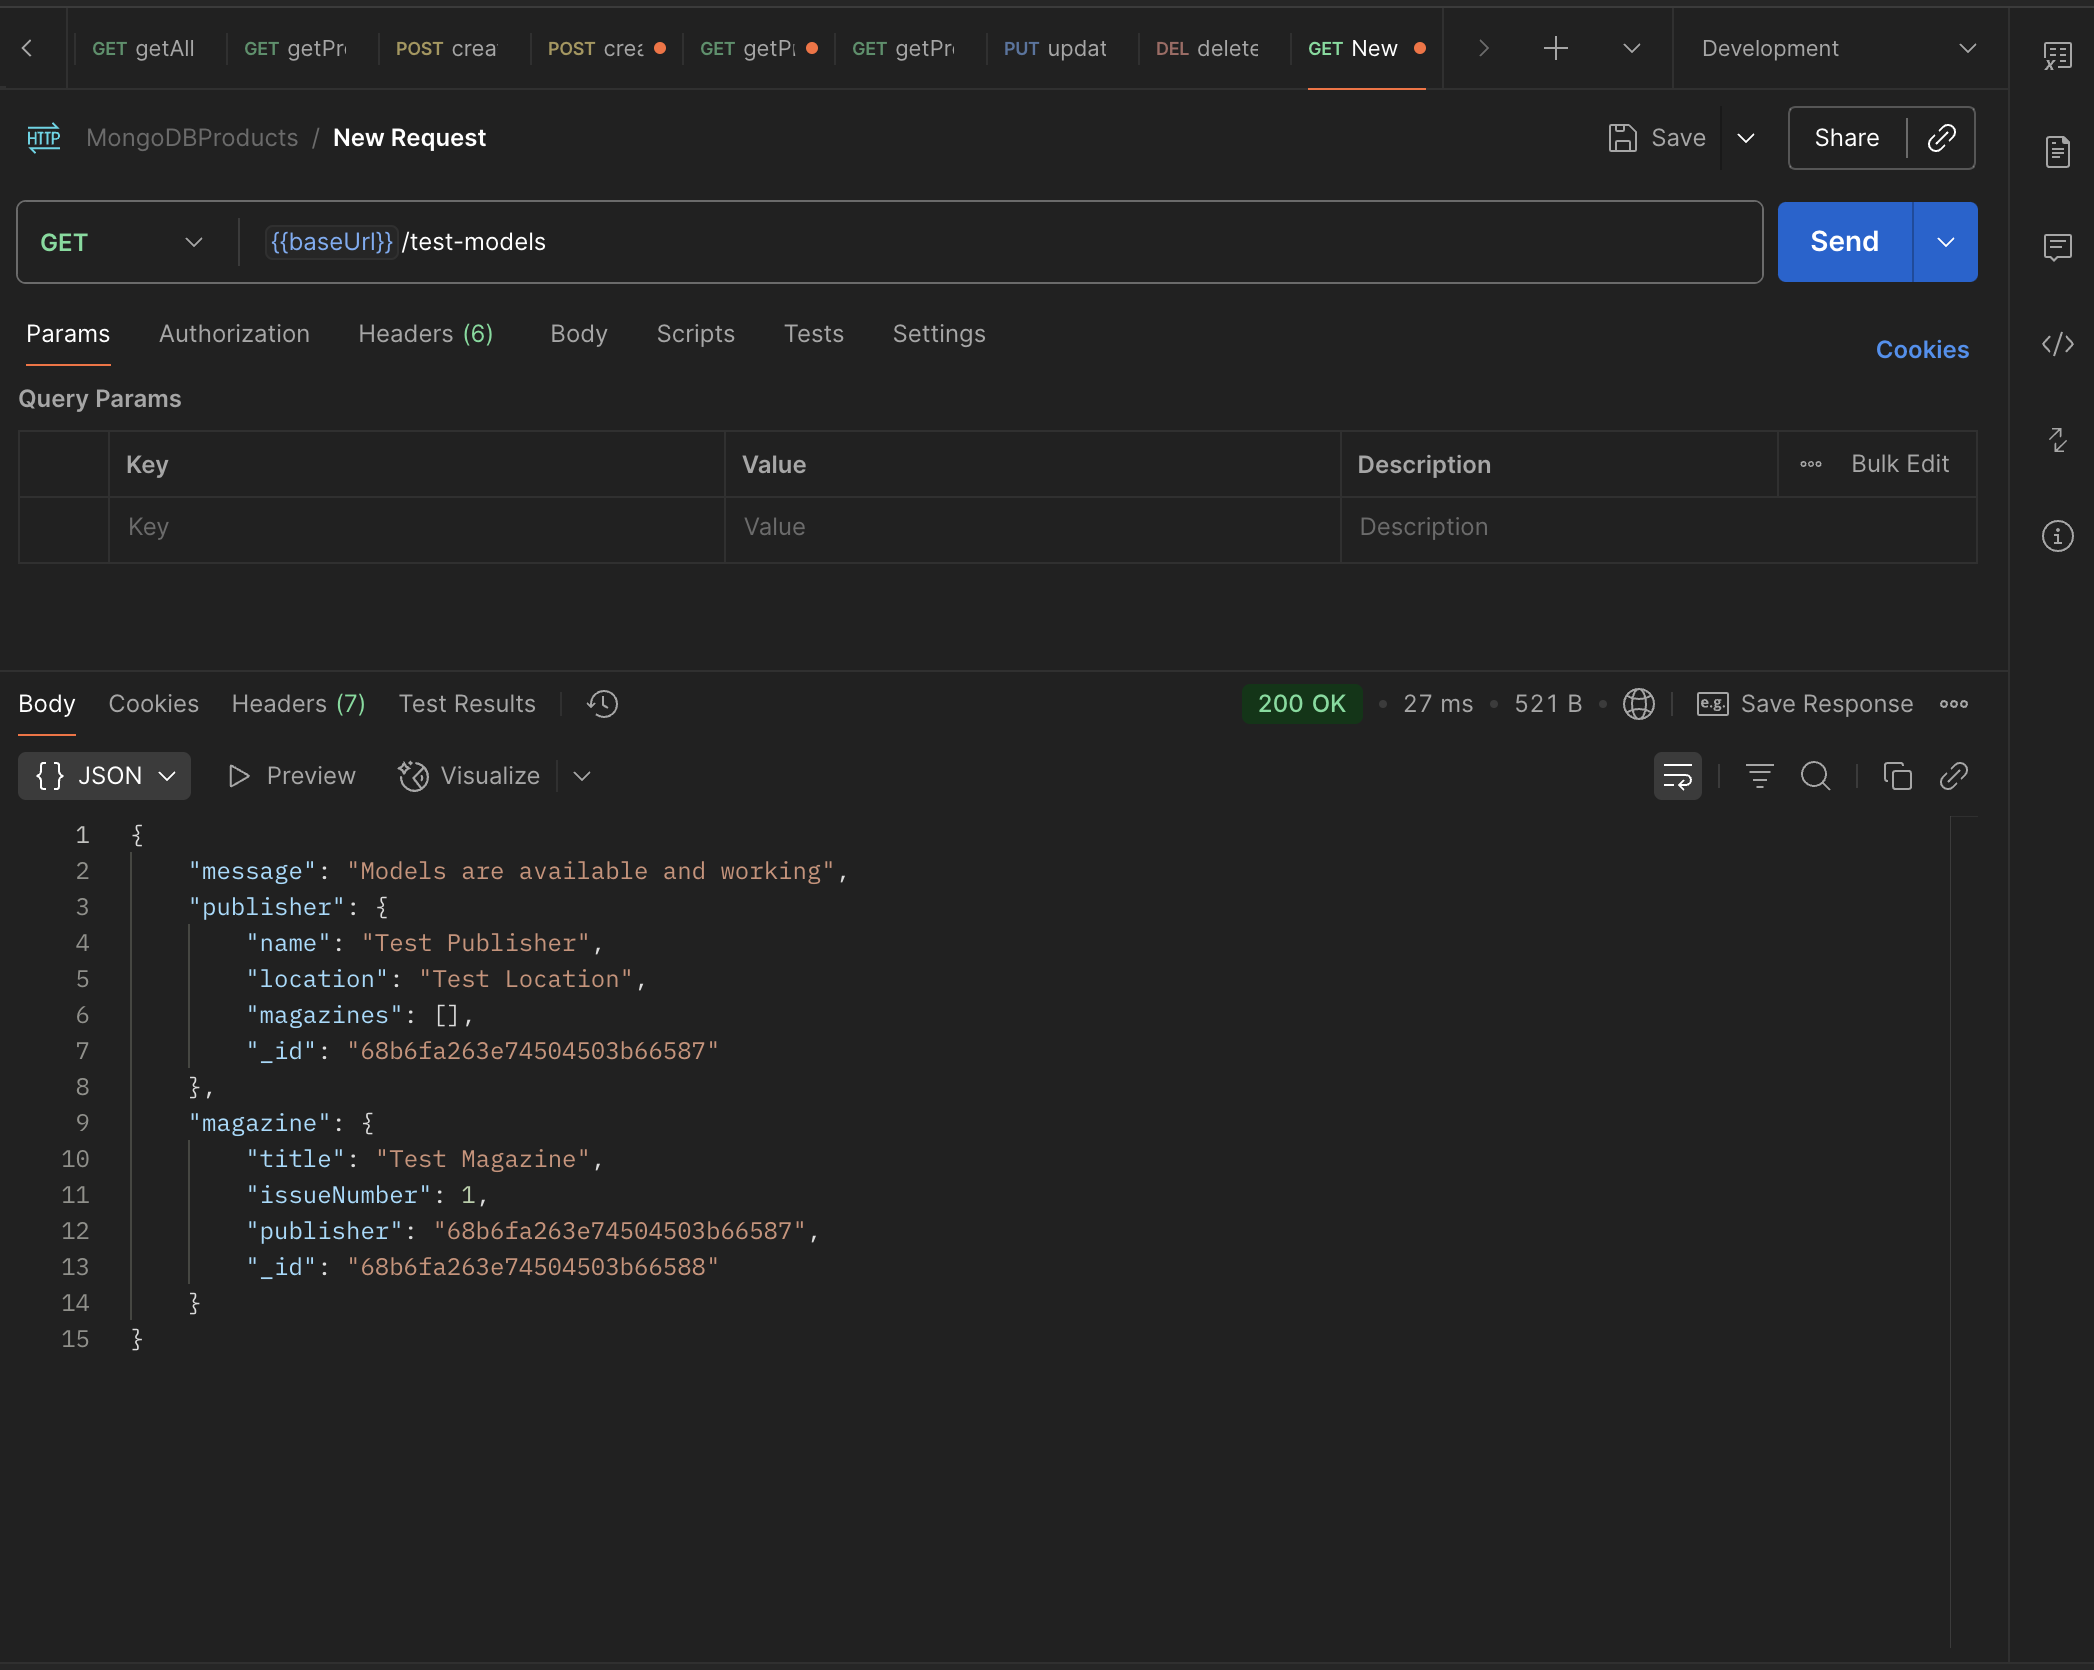 GET getAll GET getPr POST crea POST crea GET getPr GET getPr PUT updat DEL delete GET New Development
HTTP MongoDBProducts / New Request Save Share
GET {{baseUrl}} /test-models Send
Params Authorization Headers (6) Body Scripts Tests Settings Cookies
Query Params
Key Value Description Bulk Edit
Key Value Description
Body Cookies Headers (7) Test Results 200 OK 27 ms 521 B e.g. Save Response
{ } JSON Preview Visualize
1 {
2 "message": "Models are available and working",
3 "publisher": {
4 "name": "Test Publisher",
5 "location": "Test Location",
6 "magazines": [],
7 "_id": "68b6fa263e74504503b66587"
8 },
9 "magazine": {
10 "title": "Test Magazine",
11 "issueNumber": 1,
12 "publisher": "68b6fa263e74504503b66587",
13 "_id": "68b6fa263e74504503b66588"
14 }
15 }